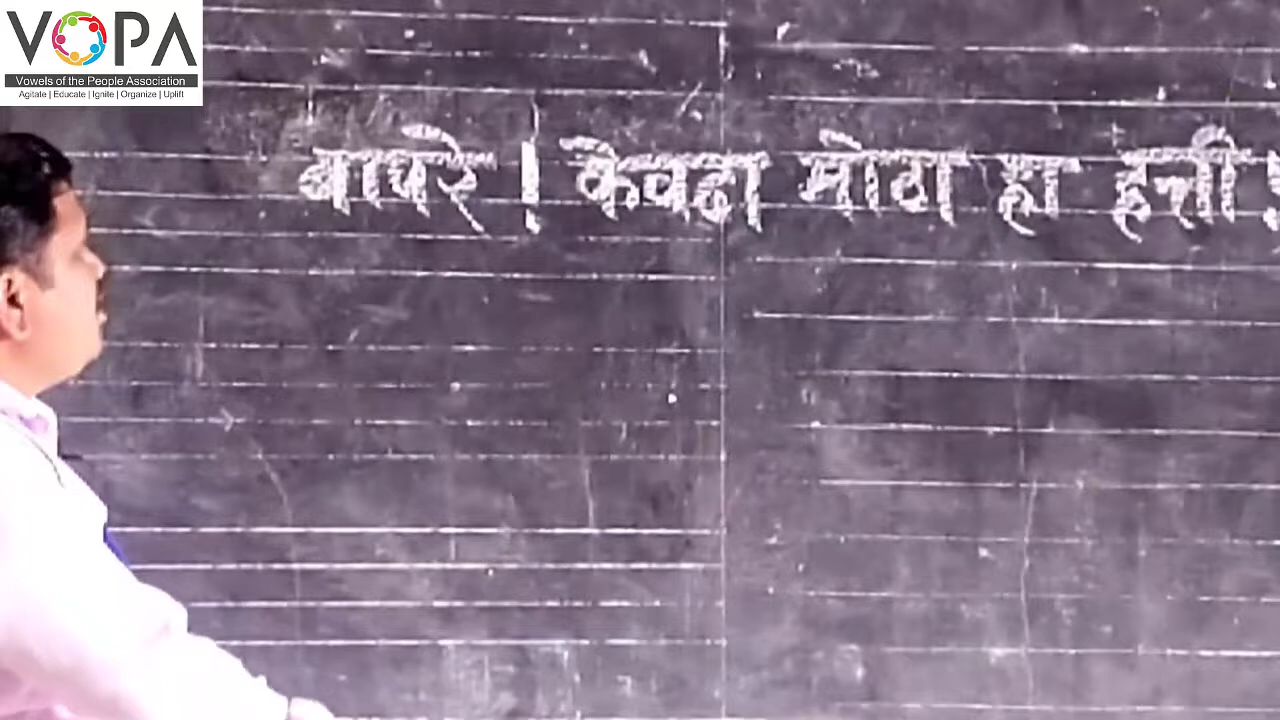 VOPA
Vowels of the People Association
Agitate | Educate | Ignite | Organize | Uplift
बापरे ! केवढा मोठा हा हत्ती !